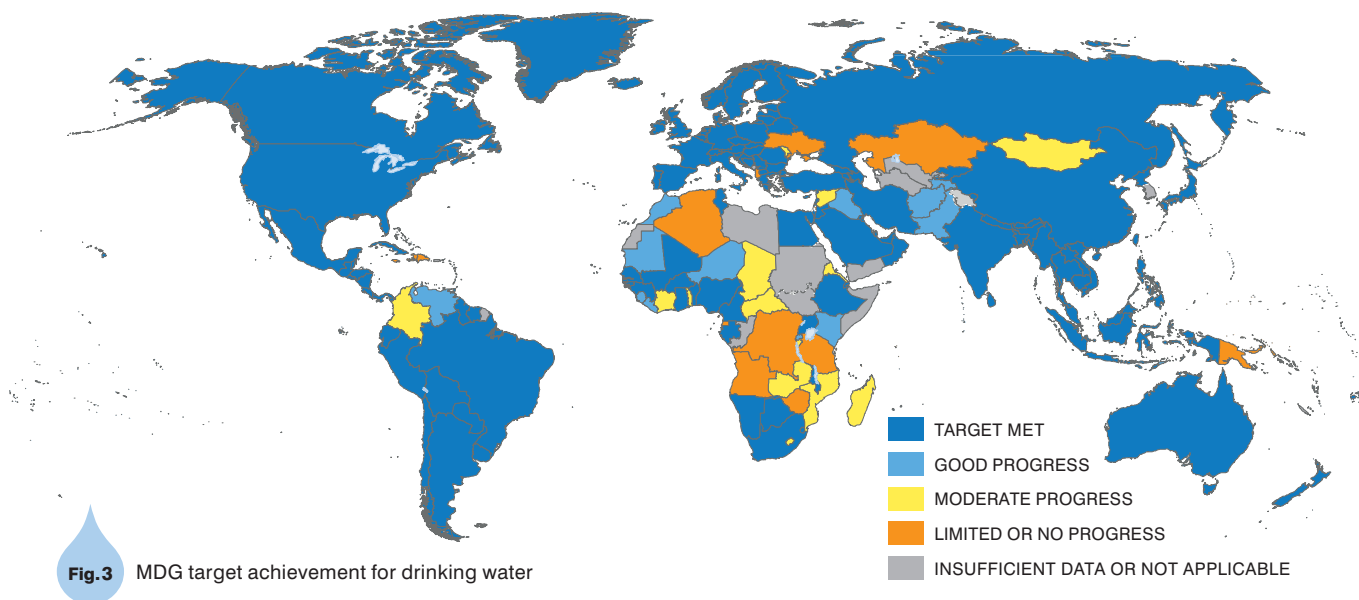 TARGET MET
GOOD PROGRESS
MODERATE PROGRESS
LIMITED OR NO PROGRESS
INSUFFICIENT DATA OR NOT APPLICABLE
Fig.3 MDG target achievement for drinking water